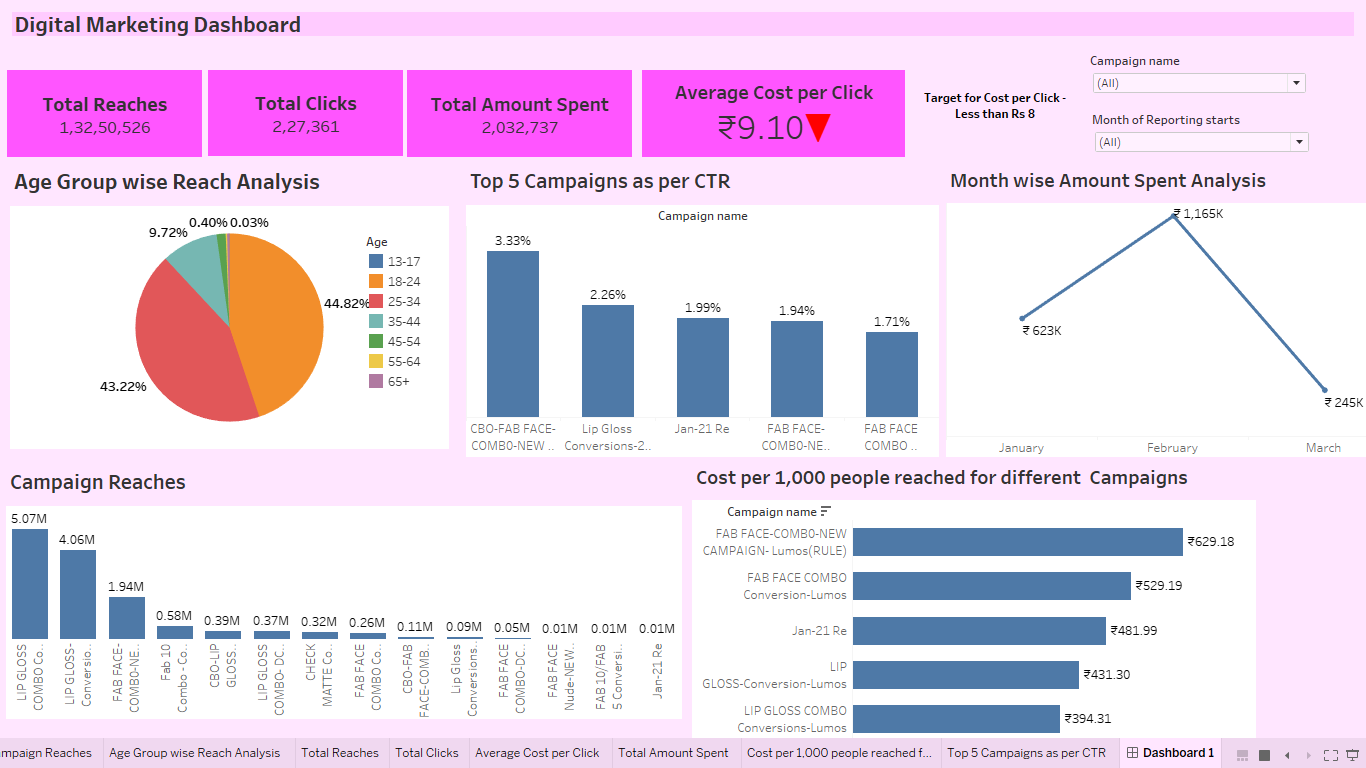 Digital Marketing Dashboard
Total Reaches
1,32,50,526
Total Clicks
2,27,361
Total Amount Spent
2,032,737
Average Cost per Click
₹9.10
Target for Cost per Click -
Less than Rs 8
Campaign name
(All)
Month of Reporting starts
(All)
Age Group wise Reach Analysis
0.40%
0.03%
9.72%
44.82%
43.22%
Age
13-17
18-24
25-34
35-44
45-54
55-64
65+
Top 5 Campaigns as per CTR
Campaign name
3.33%
2.26%
1.99%
1.94%
1.71%
CBO-FAB FACE-
COMB0-NEW ..
Lip Gloss
Conversions-2..
Jan-21 Re
FAB FACE-
COMB0-NE..
FAB FACE
COMBO ..
Month wise Amount Spent Analysis
₹ 1,165K
₹ 623K
₹ 245K
January
February
March
Campaign Reaches
5.07M
4.06M
1.94M
0.58M
0.39M
0.37M
0.32M
0.26M
0.11M
0.09M
0.05M
0.01M
0.01M
0.01M
LIP GLOSS
COMBO Co..
LIP GLOSS-
Conversio..
FAB FACE-
COMB0-NE..
Fab 10
Combo -Co..
CBO-LIP
GLOSS..
LIP GLOSS
COMBO- DC..
CHECK
MATTE Co..
FAB FACE
COMBO Co..
CBO-FAB
FACE-COMB..
Lip Gloss
Conversions..
FAB FACE
COMBO-DC..
FAB FACE
Nude-NEW..
FAB 10/FAB
5 Conversi..
Jan-21 Re
Cost per 1,000 people reached for different  Campaigns
Campaign name
FAB FACE-COMB0-NEW
CAMPAIGN- Lumos(RULE)
₹629.18
FAB FACE COMBO
Conversion-Lumos
₹529.19
Jan-21 Re
₹481.99
LIP
GLOSS-Conversion-Lumos
₹431.30
LIP GLOSS COMBO
Conversions-Lumos
₹394.31
mpaign Reaches
Age Group wise Reach Analysis
Total Reaches
Total Clicks
Average Cost per Click
Total Amount Spent
Cost per 1,000 people reached f...
Top 5 Campaigns as per CTR
Dashboard 1